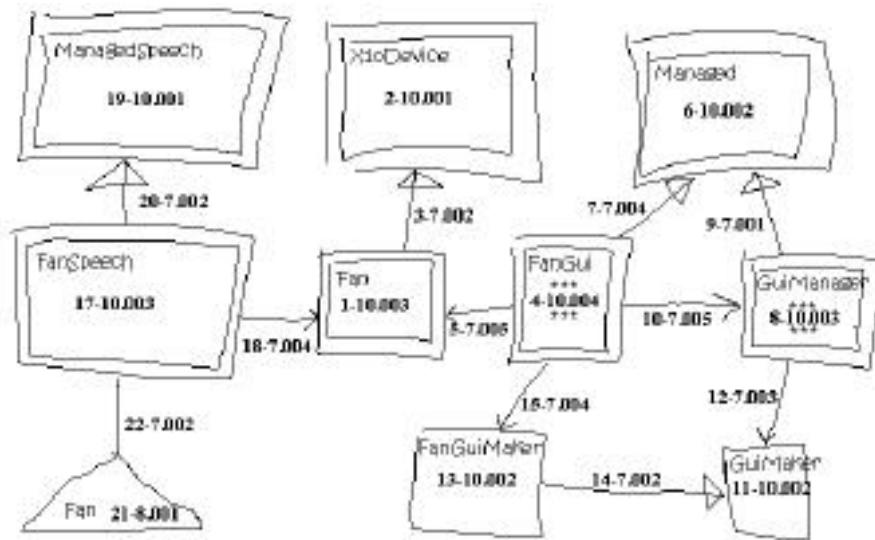 ManagedSpeech
19-10.001
X10Device
2-10.001
Managed
6-10.002
20-7.002
3-7.002
7-7.004
9-7.001
FanSpeech
17-10.003
Fan
1-10.003
FanGui
***
4-10.004
***
GuiManager
***
8-10.003
***
18-7.004
5-7.005
10-7.005
22-7.002
15-7.004
12-7.003
FanGuiMaker
13-10.002
14-7.002
GuiMaker
11-10.002
Fan 21-8.001